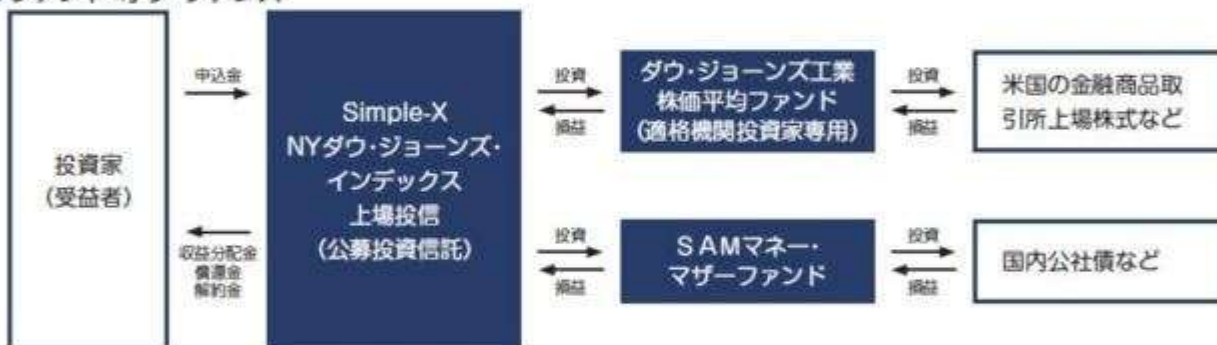 投資家
(受益者)
申込金
収益分配金
償還金
解約金
Simple-X
NYダウ・ジョーンズ・
インデックス
上場投信
(公募投資信託)
投資
損益
ダウ・ジョーンズ工業
株価平均ファンド
(適格機関投資家専用)
投資
損益
米国の金融商品取
引所上場株式など
投資
損益
SAMマネー・
マザーファンド
投資
損益
国内公社債など